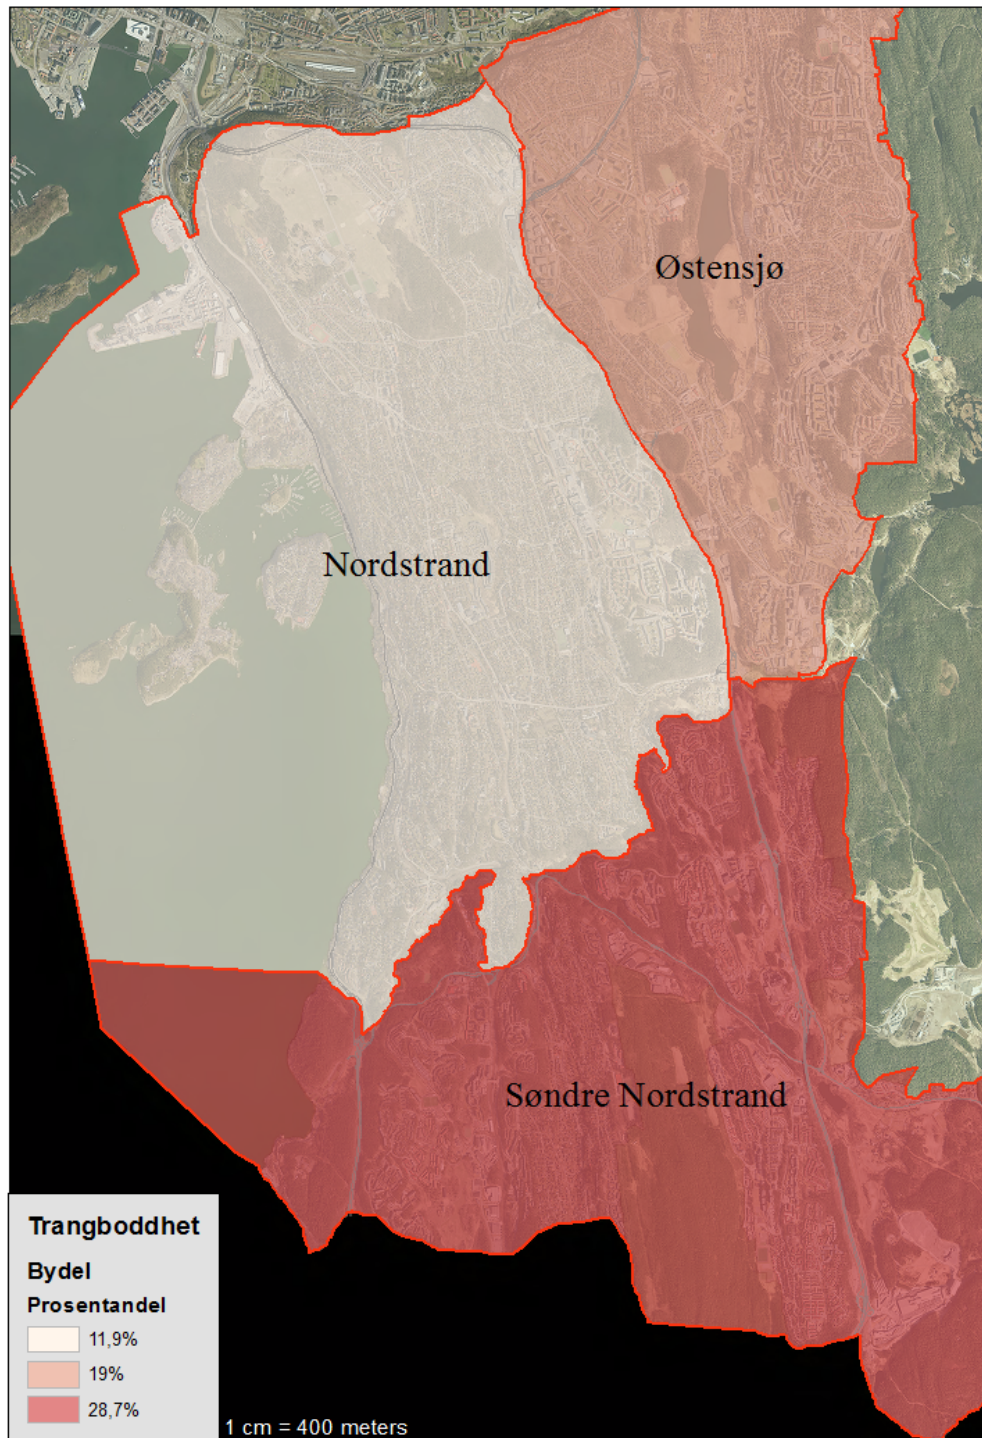 Østensjø
Nordstrand
Søndre Nordstrand
Trangboddhet
Bydel
Prosentandel
11,9%
19%
28,7%
1 cm = 400 meters